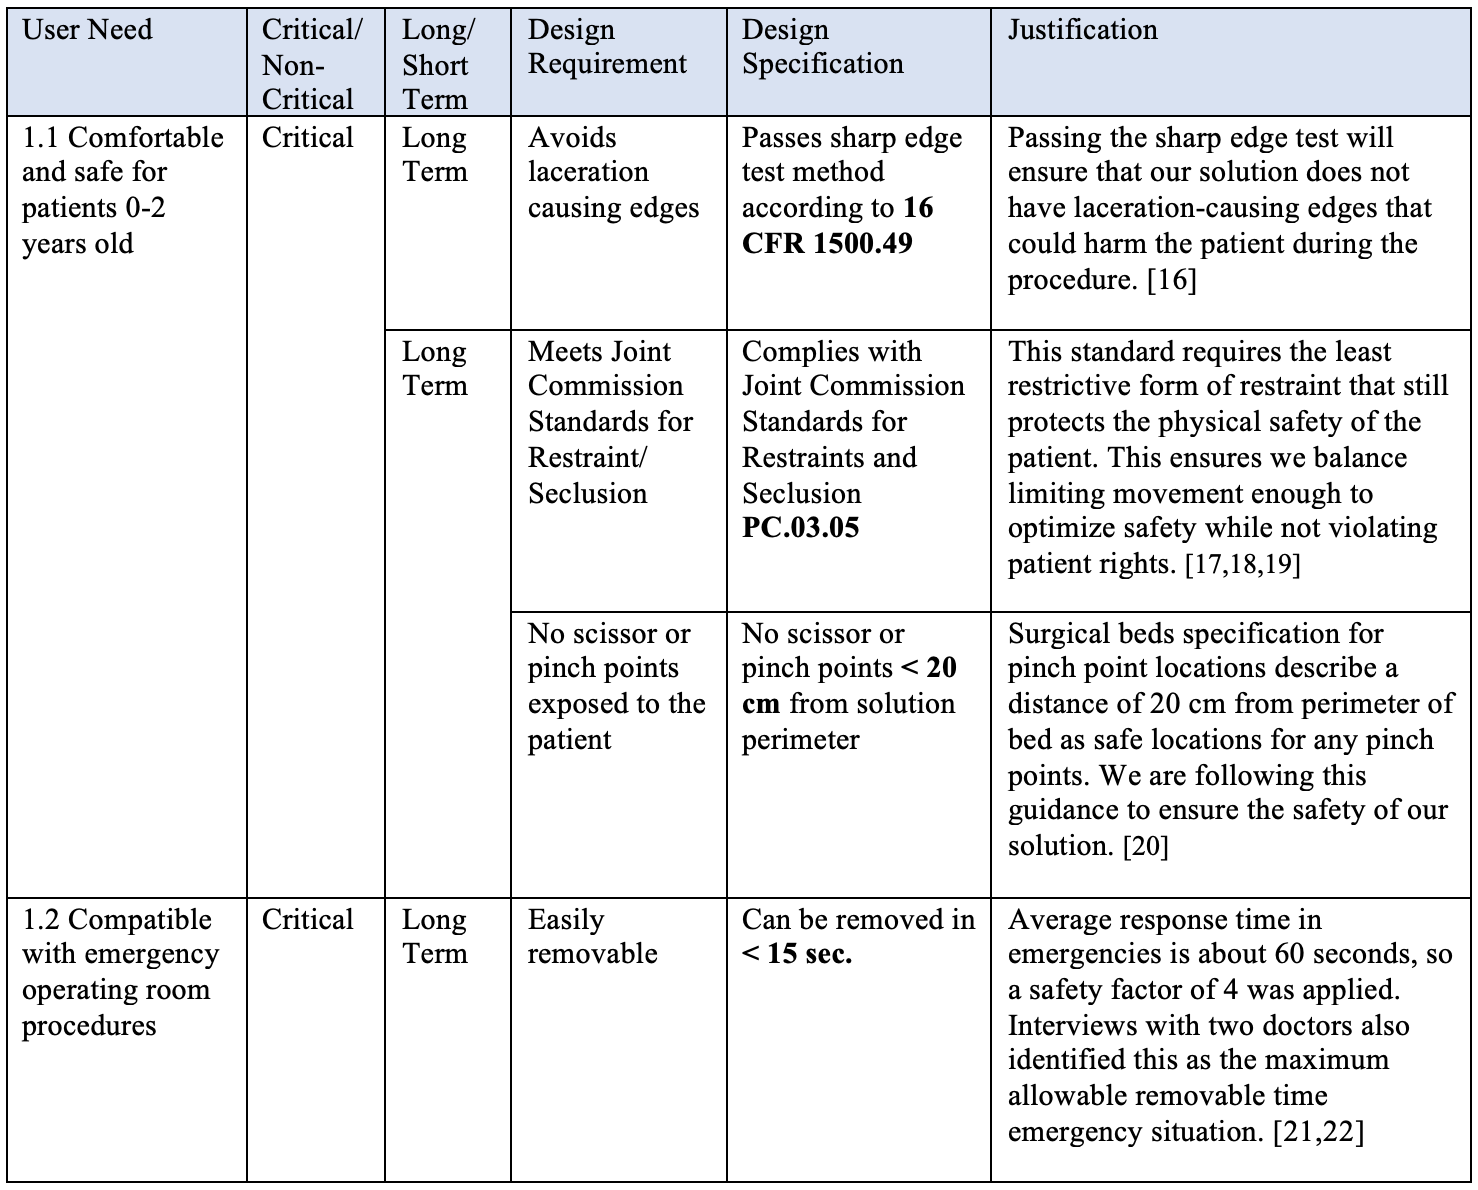 User Need
Critical/
Non-
Critical
Long/
Short
Term
Design
Requirement
Design
Specification
Justification
1.1 Comfortable
and safe for
patients 0-2
years old
Critical
Long
Term
Avoids
laceration
causing edges
Passes sharp edge
test method
according to 16
CFR 1500.49
Passing the sharp edge test will
ensure that our solution does not
have laceration-causing edges that
could harm the patient during the
procedure. [16]
Long
Term
Meets Joint
Commission
Standards for
Restraint/
Seclusion
Complies with
Joint Commission
Standards for
Restraints and
Seclusion
PC.03.05
This standard requires the least
restrictive form of restraint that still
protects the physical safety of the
patient. This ensures we balance
limiting movement enough to
optimize safety while not violating
patient rights. [17,18,19]
No scissor or
pinch points
exposed to the
patient
No scissor or
pinch points < 20
cm from solution
perimeter
Surgical beds specification for
pinch point locations describe a
distance of 20 cm from perimeter of
bed as safe locations for any pinch
points. We are following this
guidance to ensure the safety of our
solution. [20]
1.2 Compatible
with emergency
operating room
procedures
Critical
Long
Term
Easily
removable
Can be removed in
< 15 sec.
Average response time in
emergencies is about 60 seconds, so
a safety factor of 4 was applied.
Interviews with two doctors also
identified this as the maximum
allowable removable time
emergency situation. [21,22]